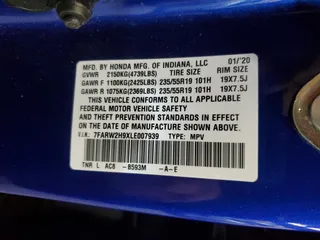 MFD. BY HONDA MFG. OF INDIANA, LLC 01/'20
GVWR 2150KG(4739LBS) TIRE SIZE RIM SIZE
GAWR F 1100KG(2425LBS) 235/55R19 101H 19X7.5J
GAWR R 1075KG(2369LBS) 235/55R19 101H 19X7.5J
THIS VEHICLE CONFORMS TO ALL APPLICABLE
FEDERAL MOTOR VEHICLE SAFETY
AND THEFT PREVENTION STANDARDS IN EFFECT
ON THE DATE OF MANUFACTURE SHOWN ABOVE.
V.I.N: 7FARW2H9XLE007939 TYPE: MPV
TNR L AC8 -B593M -A-E